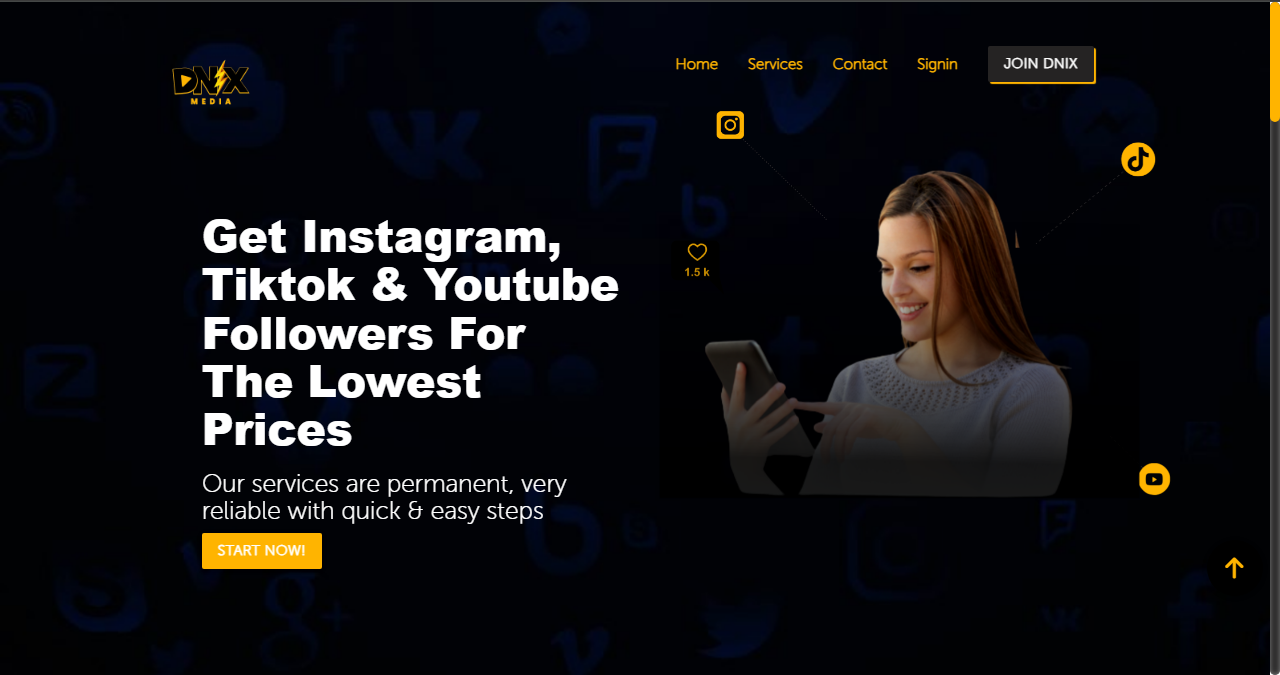 DNIX
MEDIA
Home
Services
Contact
Signin
JOIN DNIX
Get Instagram,
Tiktok & Youtube
Followers For
The Lowest
Prices
1.5 k
Our services are permanent, very
reliable with quick & easy steps
START NOW!